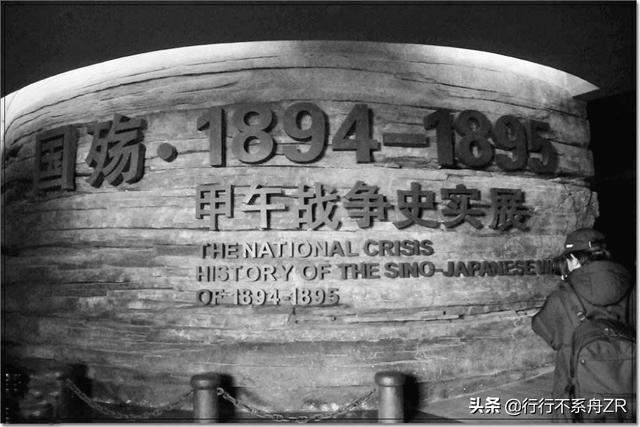 国殇·1894—1895
甲午战争史实展
THE NATIONAL CRISIS
HISTORY OF THE SINO-JAPANESE
OF 1894-1895
头条 @行行不系舟ZR